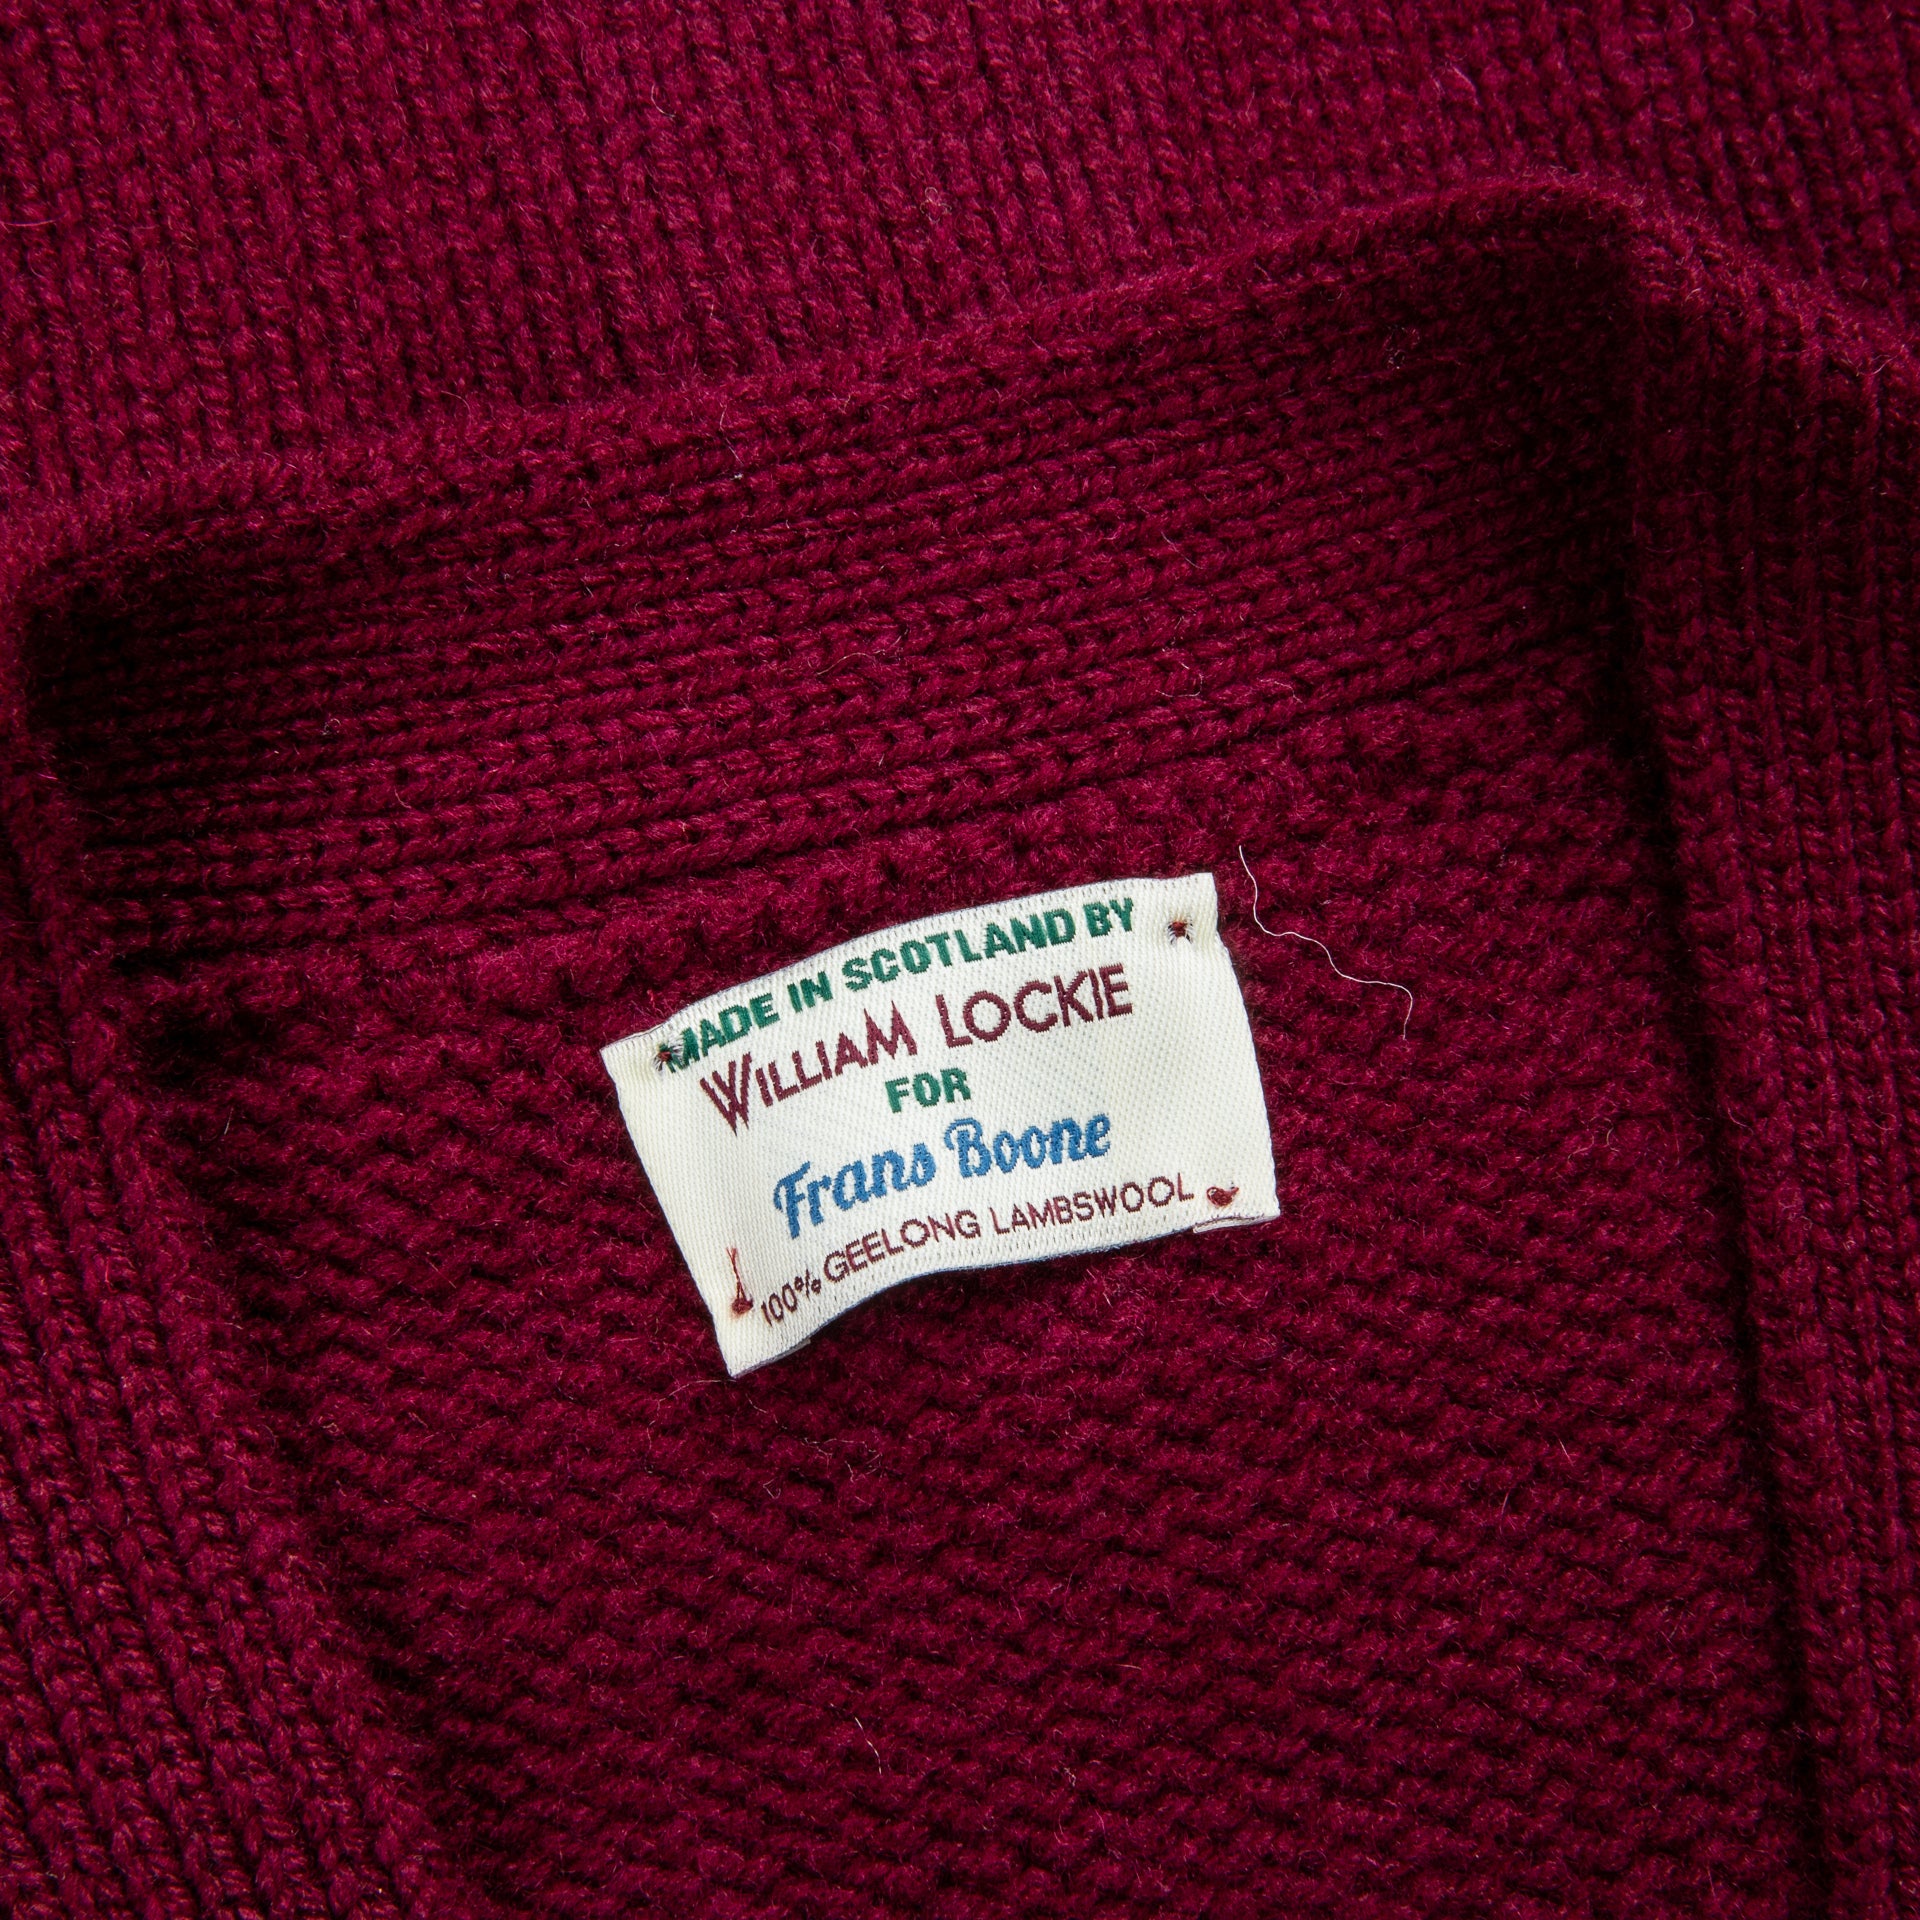 MADE IN SCOTLAND BY
WILLIAM LOCKIE
FOR
Frans Boone
100% GEELONG LAMBSWOOL